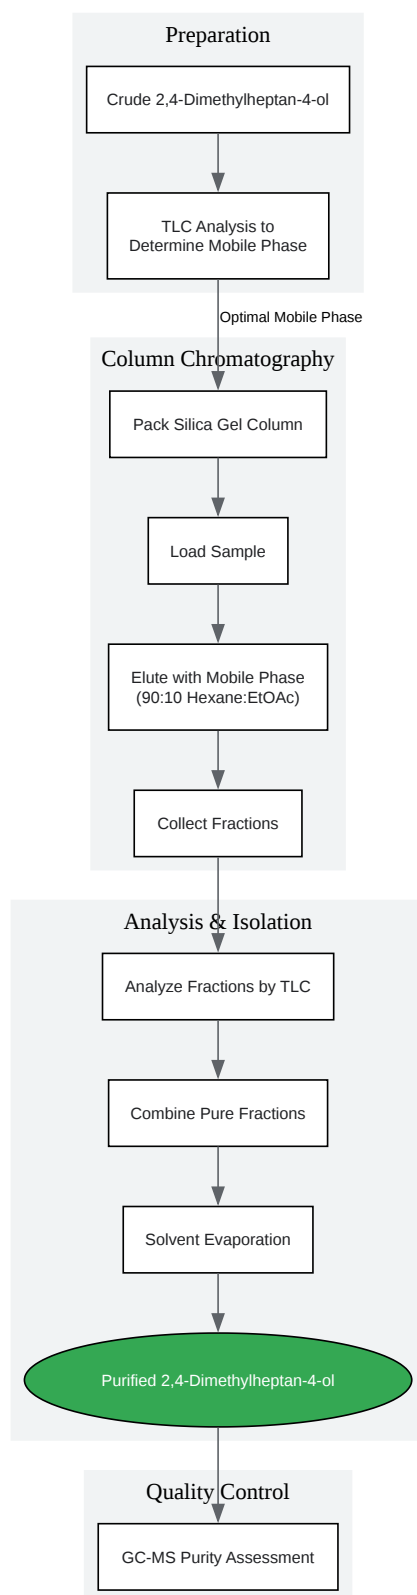 Preparation
Crude 2,4-Dimethylheptan-4-ol
TLC Analysis to
Determine Mobile Phase
Optimal Mobile Phase
Column Chromatography
Pack Silica Gel Column
Load Sample
Elute with Mobile Phase
(90:10 Hexane:EtOAc)
Collect Fractions
Analysis & Isolation
Analyze Fractions by TLC
Combine Pure Fractions
Solvent Evaporation
Purified 2,4-Dimethylheptan-4-ol
Quality Control
GC-MS Purity Assessment